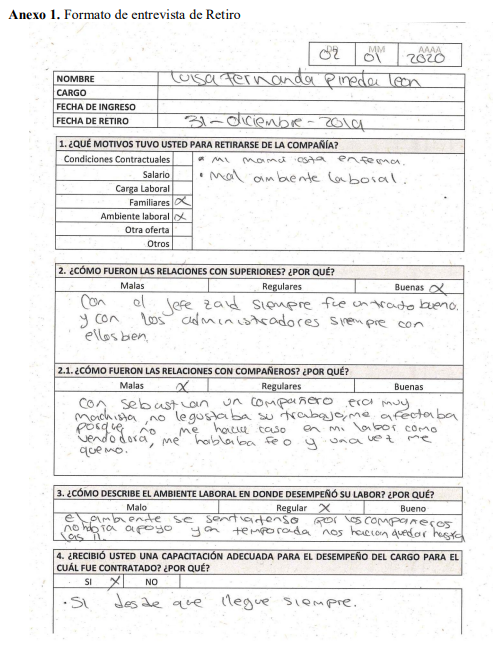 Anexo 1. Formato de entrevista de Retiro
DD MM AAAA
02 01 2020
NOMBRE Luisa Fernanda Pineda Leon
CARGO
FECHA DE INGRESO
FECHA DE RETIRO 31-diciembre-2019
1. ¿QUÉ MOTIVOS TUVO USTED PARA RETIRARSE DE LA COMPAÑÍA?
Condiciones Contractuales • Mi mamá esta enferma.
Salario • Mal ambiente laboral.
Carga Laboral
Familiares X
Ambiente laboral X
Otra oferta
Otros
2. ¿CÓMO FUERON LAS RELACIONES CON SUPERIORES? ¿POR QUÉ?
Malas Regulares Buenas X
Con el Jefe zaid siempre fue un trato bueno.
y con los administradores siempre con
ellos bien.
2.1. ¿CÓMO FUERON LAS RELACIONES CON COMPAÑEROS? ¿POR QUÉ?
Malas X Regulares Buenas
Con Sebastian un compañero era muy
machista, no le gustaba su trabajo, me afectaba
porque no me hacia caso en mi labor como
vendedora, me hablaba feo y una vez me
quemo.
3. ¿CÓMO DESCRIBE EL AMBIENTE LABORAL EN DONDE DESEMPEÑÓ SU LABOR? ¿POR QUÉ?
Malo Regular X Bueno
el ambiente se sentia tenso por los compañeros
no habia apoyo y en temporada nos hacian quedar hasta
las 11.
4. ¿RECIBIÓ USTED UNA CAPACITACIÓN ADECUADA PARA EL DESEMPEÑO DEL CARGO PARA EL
CUÁL FUE CONTRATADO? ¿POR QUÉ?
SI X NO
• Si desde que llegue siempre.